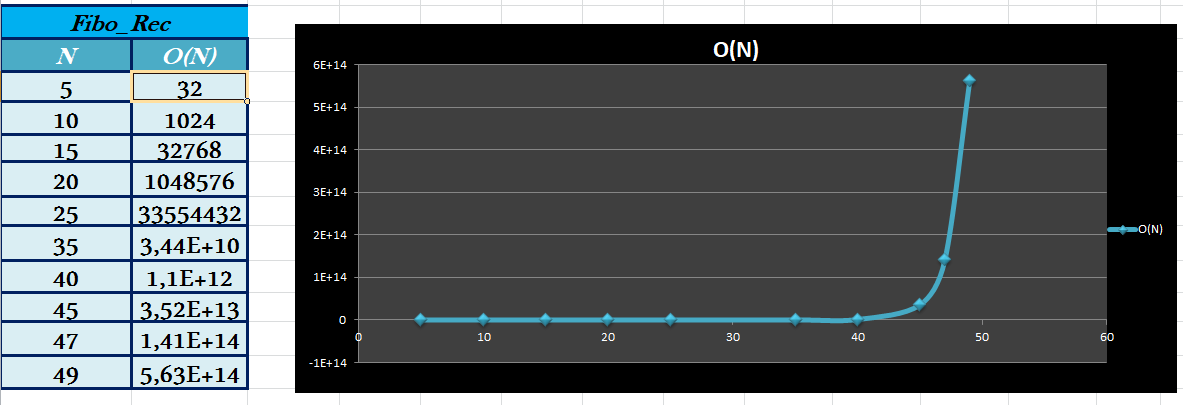 Fibo_Rec
N O(N)
5 32
10 1024
15 32768
20 1048576
25 33554432
35 3,44E+10
40 1,1E+12
45 3,52E+13
47 1,41E+14
49 5,63E+14
O(N)
6E+14
5E+14
4E+14
3E+14
2E+14
1E+14
0
-1E+14
0 10 20 30 40 50 60
O(N)